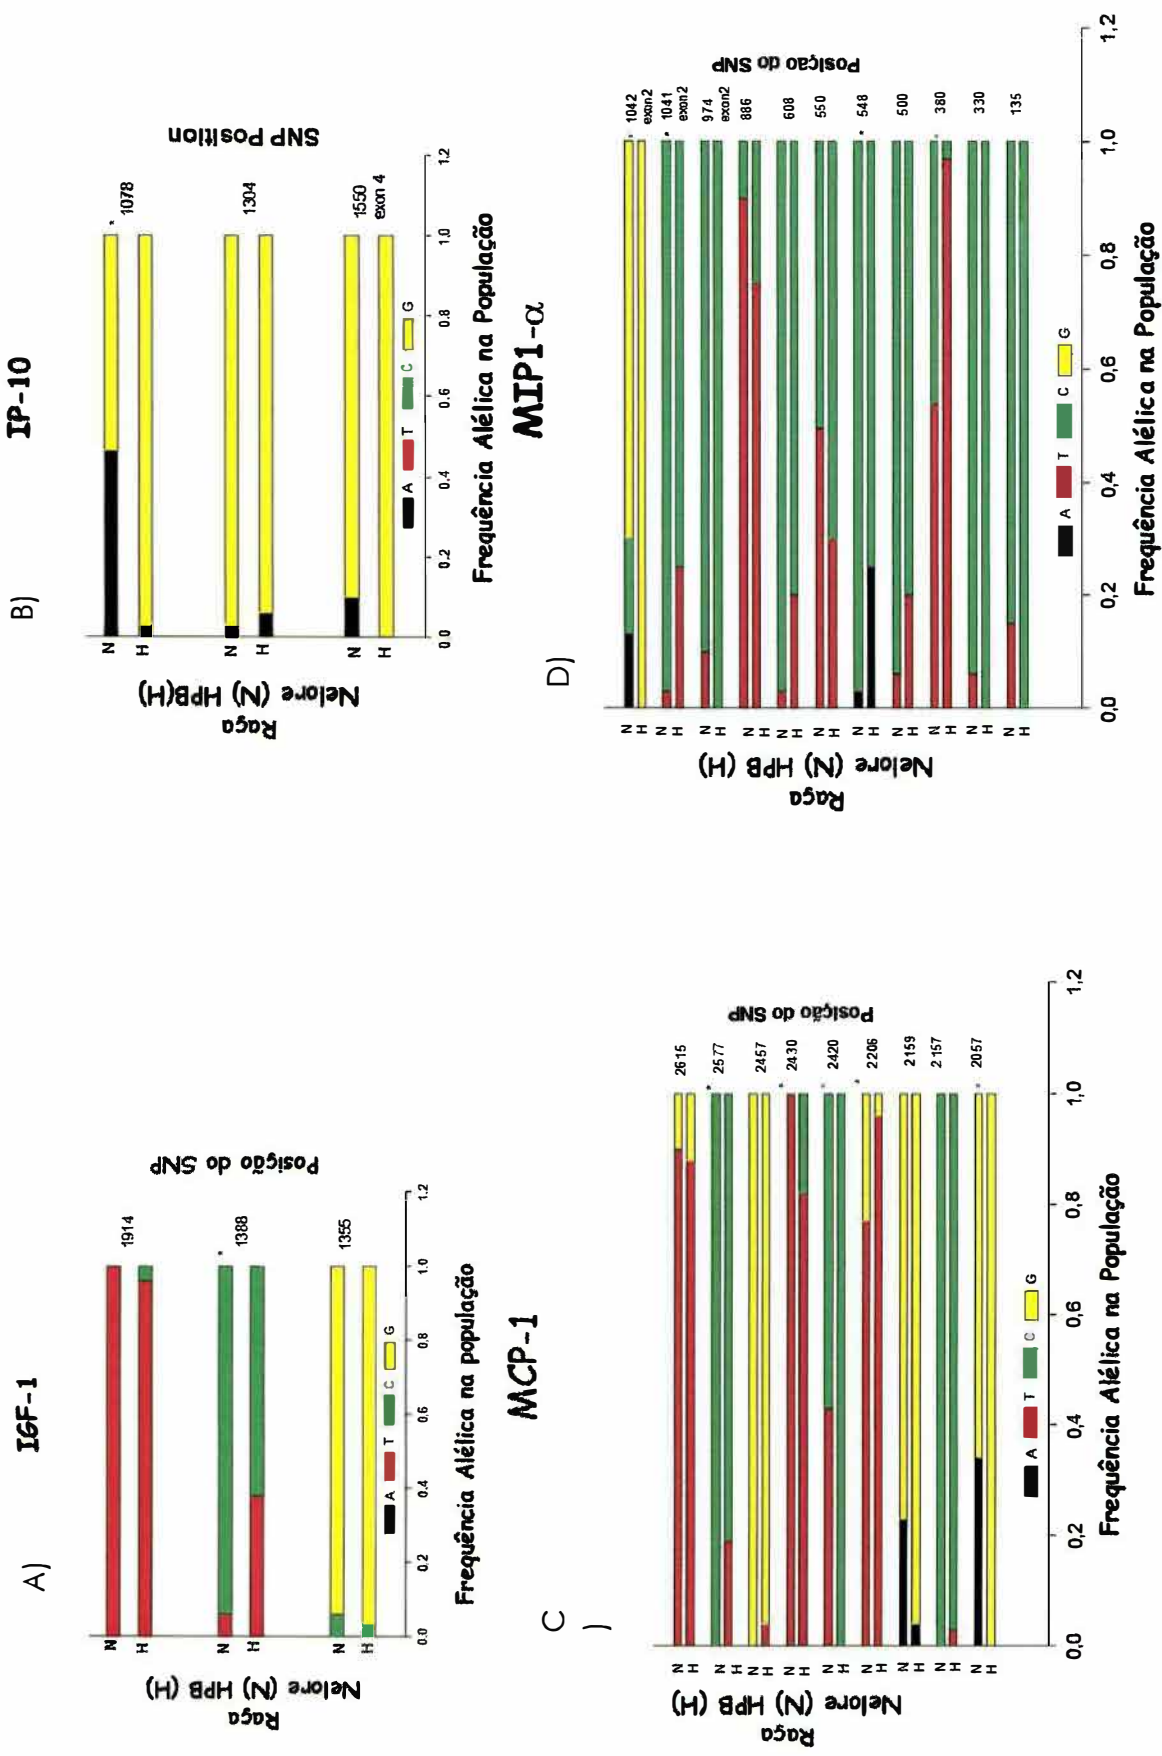 A)
IGF-1
N
H
N
H
N
H
1914
* 1388
1355
Posição do SNP
Raça
Nelore (N) HPB (H)
0.0 0.2 0.4 0.6 0.8 1.0 1.2
A T C G
Frequência Alélica na população
B)
IP-10
N
H
N
H
N
H
* 1078
1304
1550
exon 4
SNP Position
Raça
Nelore (N) HPB(H)
0.0 0.2 0.4 0.6 0.8 1.0 1.2
A T C G
Frequência Alélica na População
C
)
MCP-1
N
H
N
H
N
H
N
H
N
H
N
H
N
H
N
H
N
H
2615
* 2577
2457
* 2430
* 2420
* 2206
2159
2157
* 2057
Posição do SNP
Raça
Nelore (N) HPB (H)
0,0 0,2 0,4 0,6 0,8 1,0 1,2
A T C G
Frequência Alélica na População
D)
MIP1-α
N
H
N
H
N
H
N
H
N
H
N
H
N
H
N
H
N
H
N
H
N
H
* 1042
exon2
* 1041
exon2
974
exon2
886
608
550
* 548
500
* 380
330
135
Posição do SNP
Raça
Nelore (N) HPB (H)
0,0 0,2 0,4 0,6 0,8 1,0 1,2
A T C G
Frequência Alélica na População